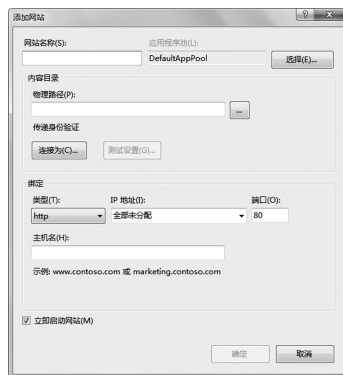 添加网站
网站名称(S):
应用程序池(L):
DefaultAppPool
选择(E)...
内容目录
物理路径(P):
...
传递身份验证
连接为(C)...
测试设置(G)...
绑定
类型(T):
IP 地址(I):
端口(O):
http
全部未分配
80
主机名(H):
示例: www.contoso.com 或 marketing.contoso.com
立即启动网站(M)
确定
取消